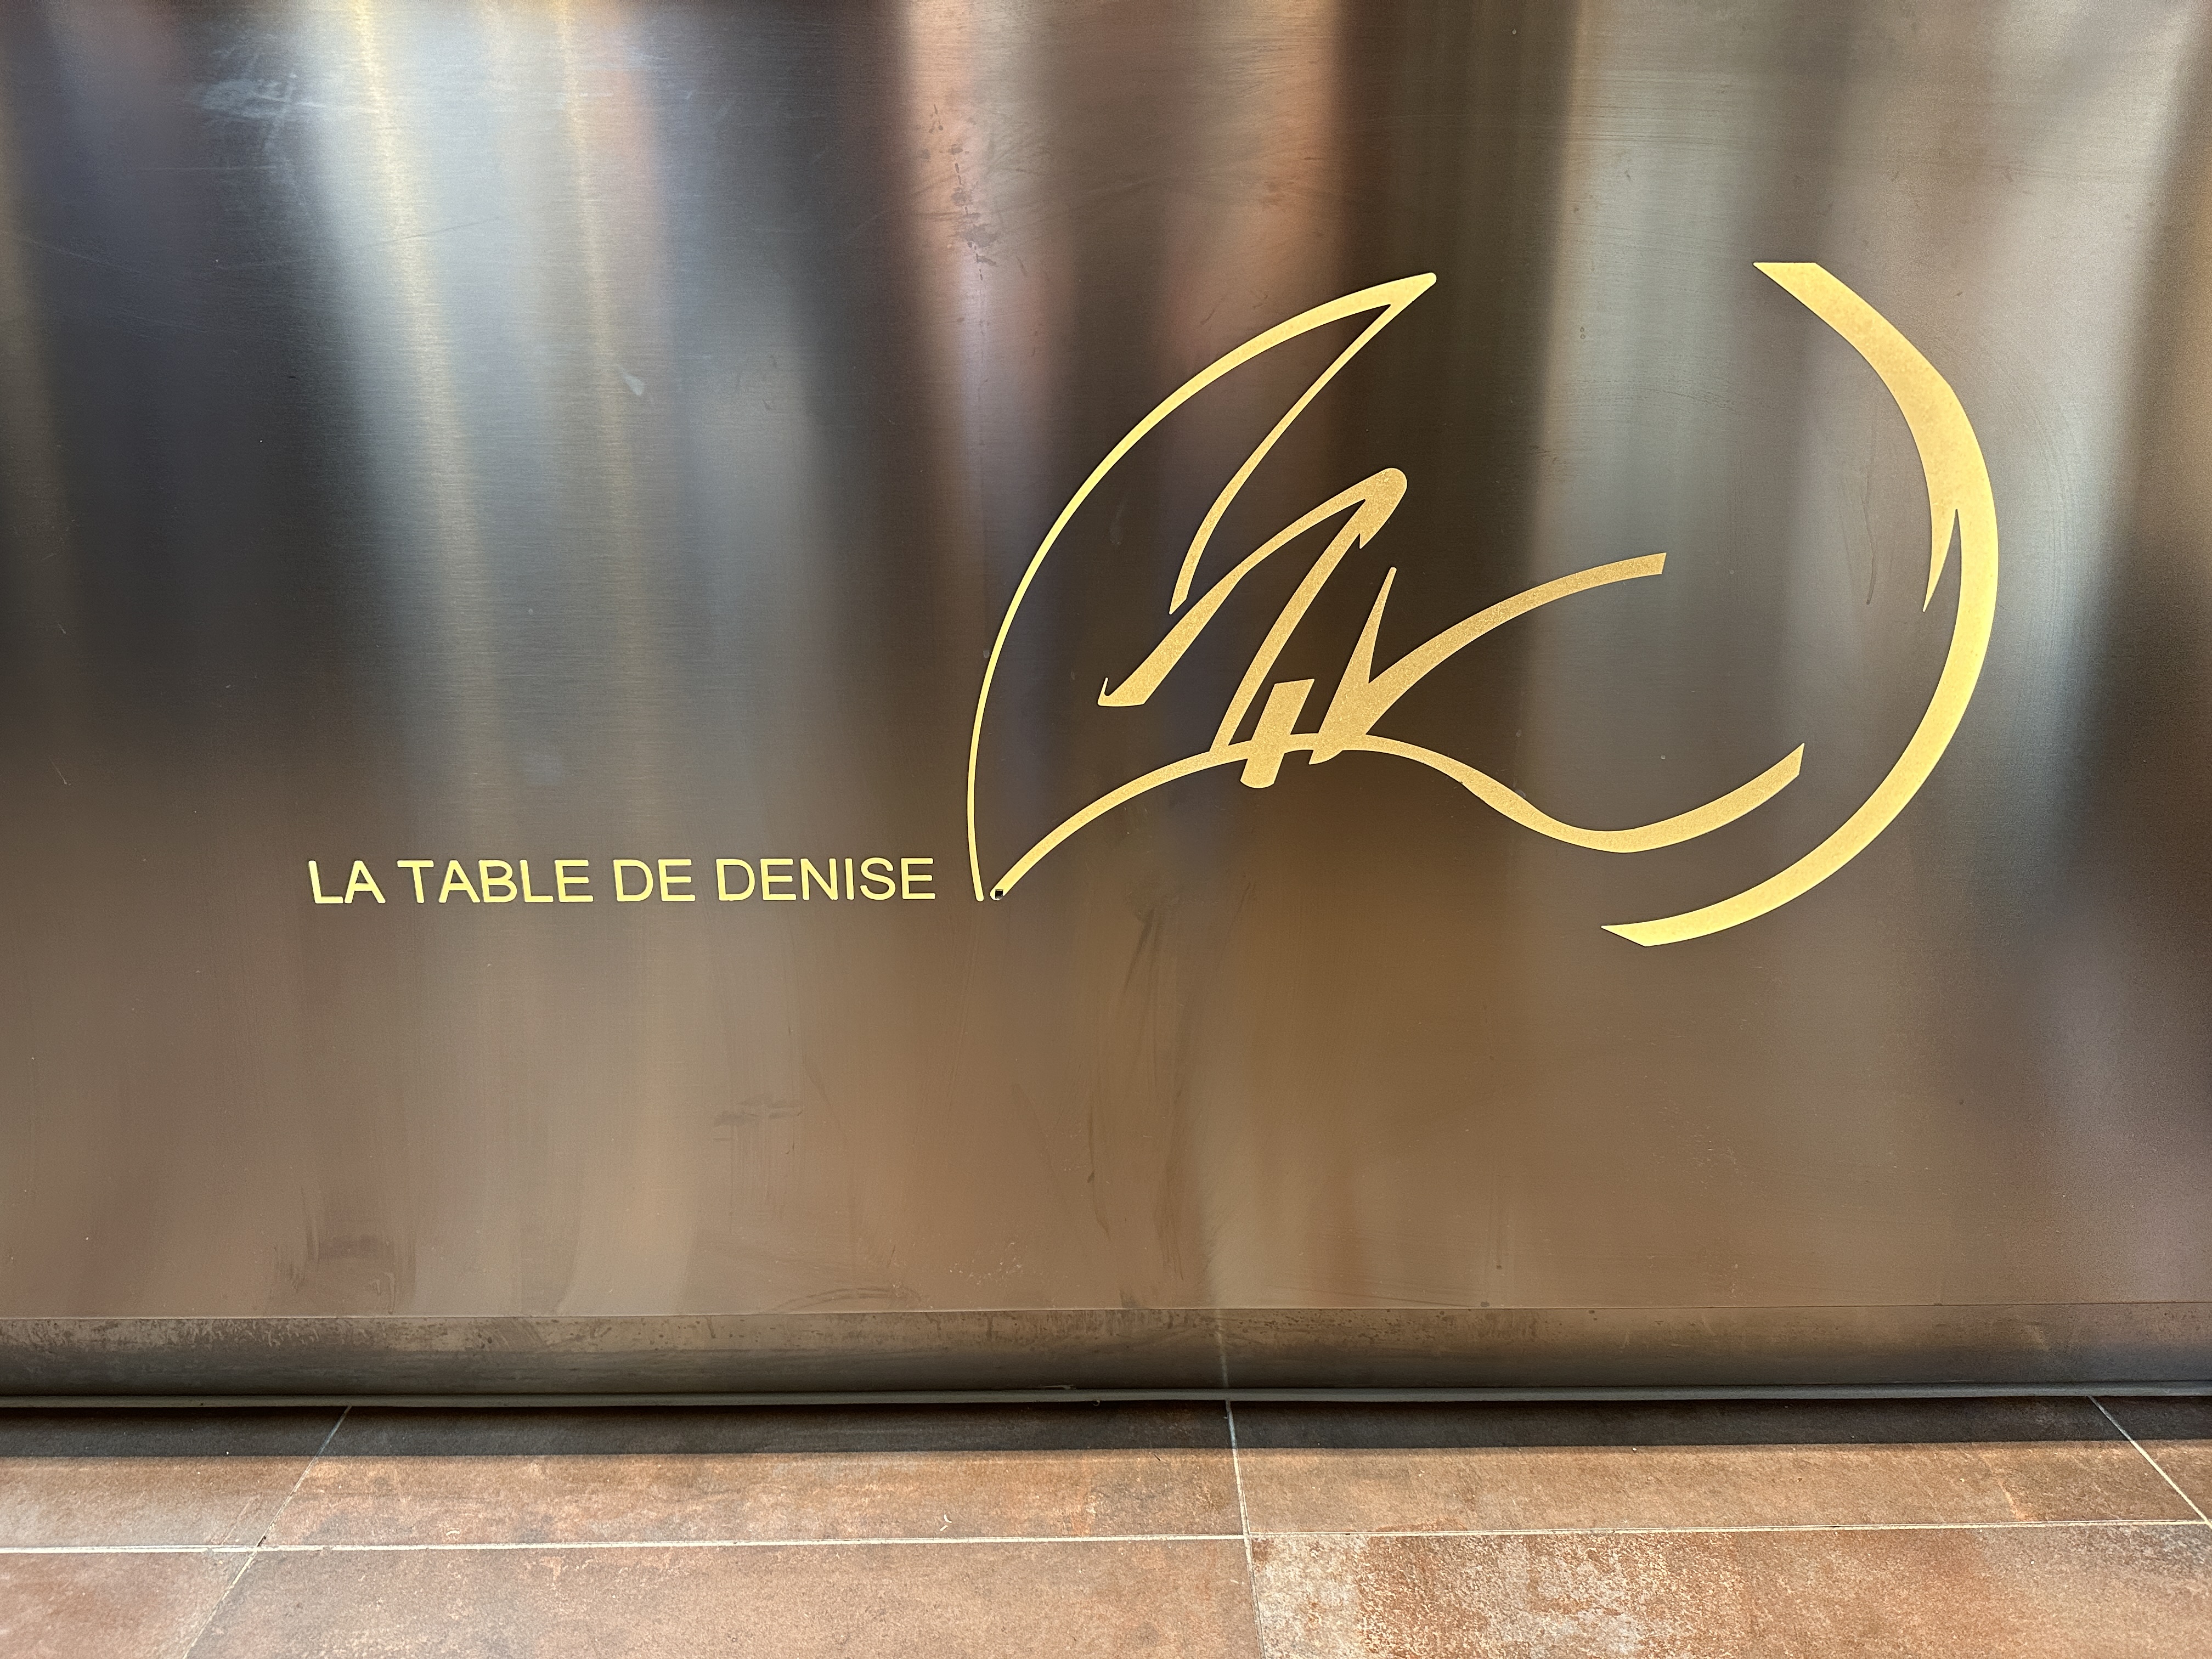 LA TABLE DE DENISE